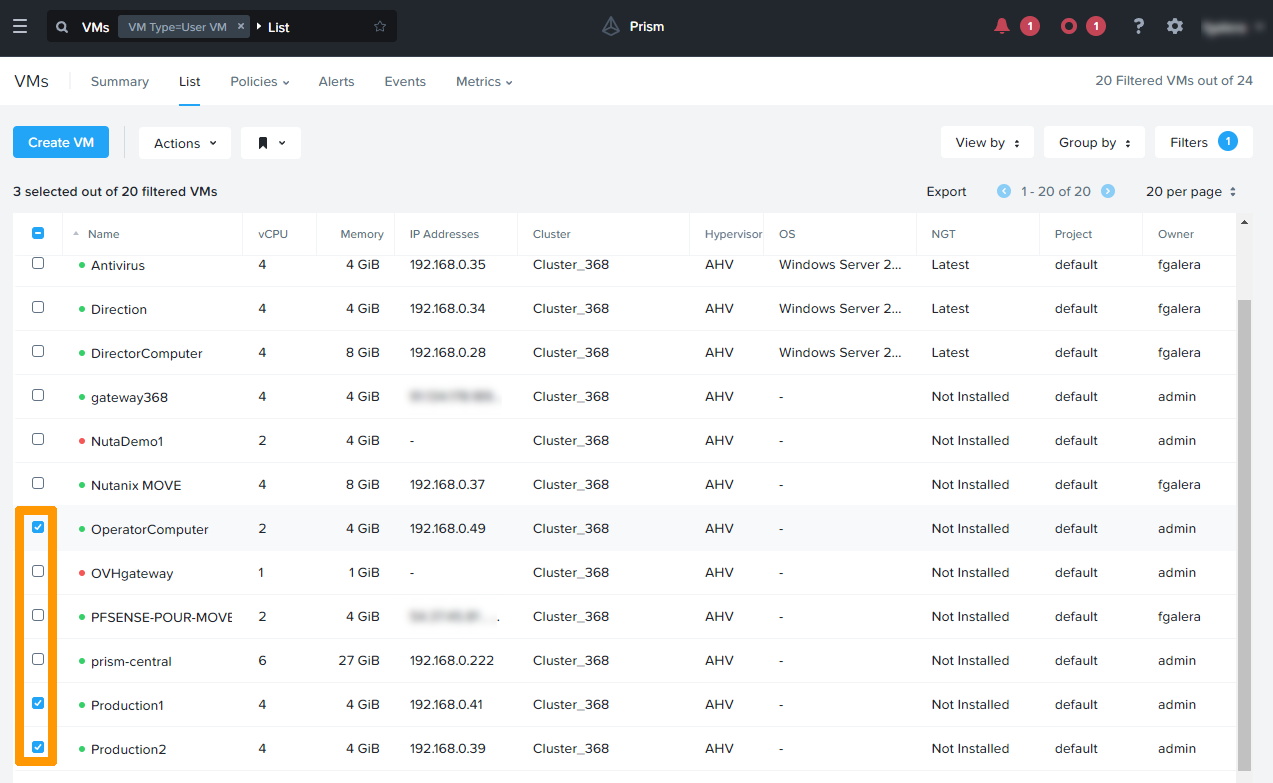 VMs VM Type=User VM × List Prism 1 1 ?
VMs Summary List Policies Alerts Events Metrics 20 Filtered VMs out of 24
Create VM Actions View by Group by Filters 1
3 selected out of 20 filtered VMs Export 1 - 20 of 20 20 per page
Name vCPU Memory IP Addresses Cluster Hypervisor OS NGT Project Owner
Antivirus 4 4 GiB 192.168.0.35 Cluster_368 AHV Windows Server 2... Latest default fgalera
Direction 4 4 GiB 192.168.0.34 Cluster_368 AHV Windows Server 2... Latest default fgalera
DirectorComputer 4 8 GiB 192.168.0.28 Cluster_368 AHV Windows Server 2... Latest default fgalera
gateway368 4 4 GiB Cluster_368 AHV - Not Installed default admin
NutaDemo1 2 4 GiB - Cluster_368 AHV - Not Installed default admin
Nutanix MOVE 4 8 GiB 192.168.0.37 Cluster_368 AHV - Not Installed default fgalera
OperatorComputer 2 4 GiB 192.168.0.49 Cluster_368 AHV - Not Installed default admin
OVHgateway 1 1 GiB - Cluster_368 AHV - Not Installed default admin
PFSENSE-POUR-MOVE 2 4 GiB Cluster_368 AHV - Not Installed default fgalera
prism-central 6 27 GiB 192.168.0.222 Cluster_368 AHV - Not Installed default admin
Production1 4 4 GiB 192.168.0.41 Cluster_368 AHV - Not Installed default admin
Production2 4 4 GiB 192.168.0.39 Cluster_368 AHV - Not Installed default admin